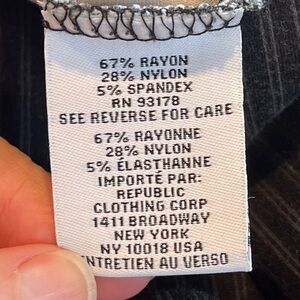 67% RAYON
28% NYLON
5% SPANDEX
RN 93178
SEE REVERSE FOR CARE
67% RAYONNE
28% NYLON
5% ÉLASTHANNE
IMPORTÉ PAR:
REPUBLIC
CLOTHING CORP
1411 BROADWAY
NEW YORK
NY 10018 USA
ENTRETIEN AU VERSO